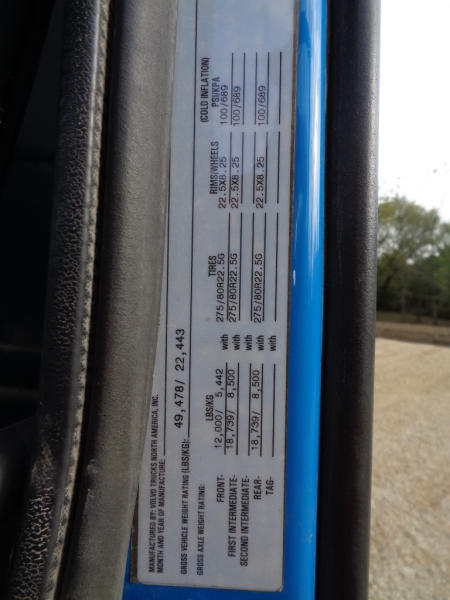 MANUFACTURED BY: VOLVO TRUCKS NORTH AMERICA, INC.
MONTH AND YEAR OF MANUFACTURE:
GROSS VEHICLE WEIGHT RATING (LBS/KG): 49,478/ 22,443
GROSS AXLE WEIGHT RATING: LBS/KG TIRES RIMS/WHEELS (COLD INFLATION) PSI/KPA
FRONT- 12,000/ 5,442 with 275/80R22.5G 22.5X8.25 100/689
FIRST INTERMEDIATE- 18,739/ 8,500 with 275/80R22.5G 22.5X8.25 100/689
SECOND INTERMEDIATE- with
REAR- 18,739/ 8,500 with 275/80R22.5G 22.5X8.25 100/689
TAG- with